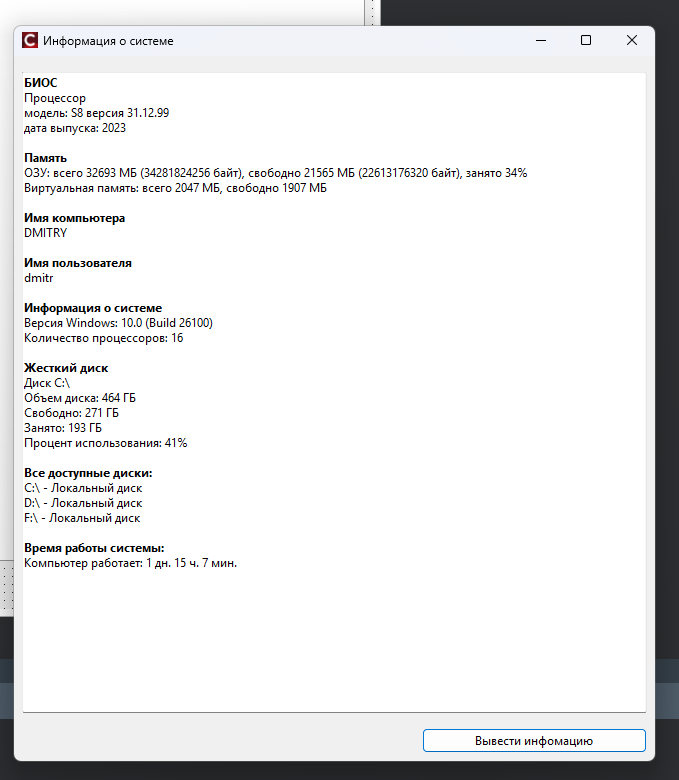 Информация о системе
БИОС
Процессор
модель: S8 версия 31.12.99
дата выпуска: 2023
Память
ОЗУ: всего 32693 МБ (34281824256 байт), свободно 21565 МБ (22613176320 байт), занято 34%
Виртуальная память: всего 2047 МБ, свободно 1907 МБ
Имя компьютера
DMITRY
Имя пользователя
dmitr
Информация о системе
Версия Windows: 10.0 (Build 26100)
Количество процессоров: 16
Жесткий диск
Диск C:\
Объем диска: 464 ГБ
Свободно: 271 ГБ
Занято: 193 ГБ
Процент использования: 41%
Все доступные диски:
C:\ - Локальный диск
D:\ - Локальный диск
F:\ - Локальный диск
Время работы системы:
Компьютер работает: 1 дн. 15 ч. 7 мин.
Вывести инфомацию